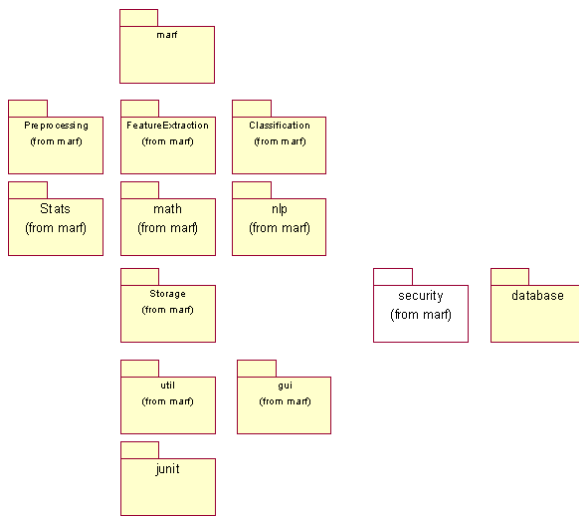 marf
Preprocessing
(from marf)
FeatureExtraction
(from marf)
Classification
(from marf)
Stats
(from marf)
math
(from marf)
nlp
(from marf)
Storage
(from marf)
security
(from marf)
database
util
(from marf)
gui
(from marf)
junit